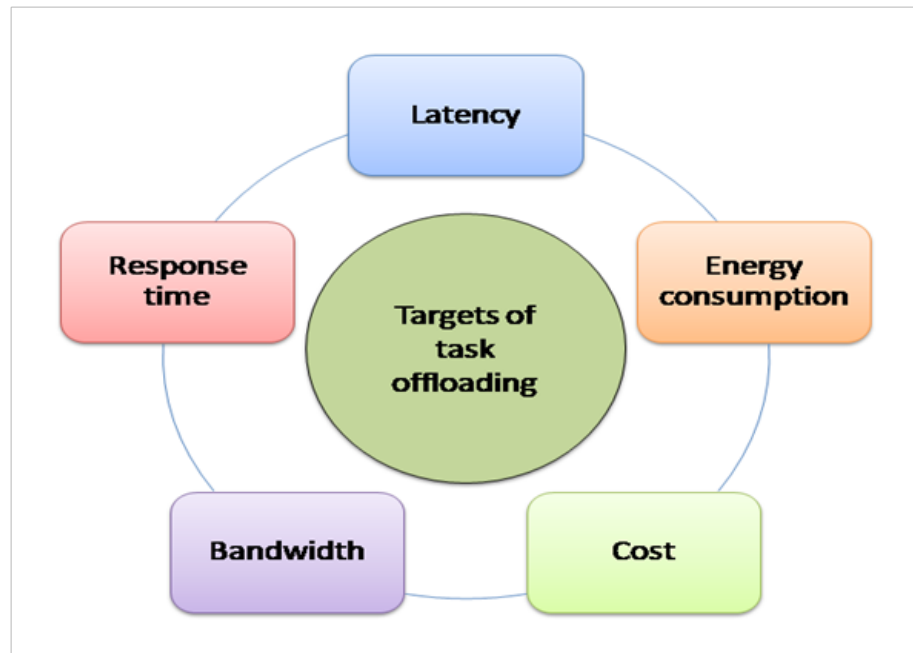 Latency
Response
time
Energy
consumption
Targets of
task
offloading
Bandwidth
Cost